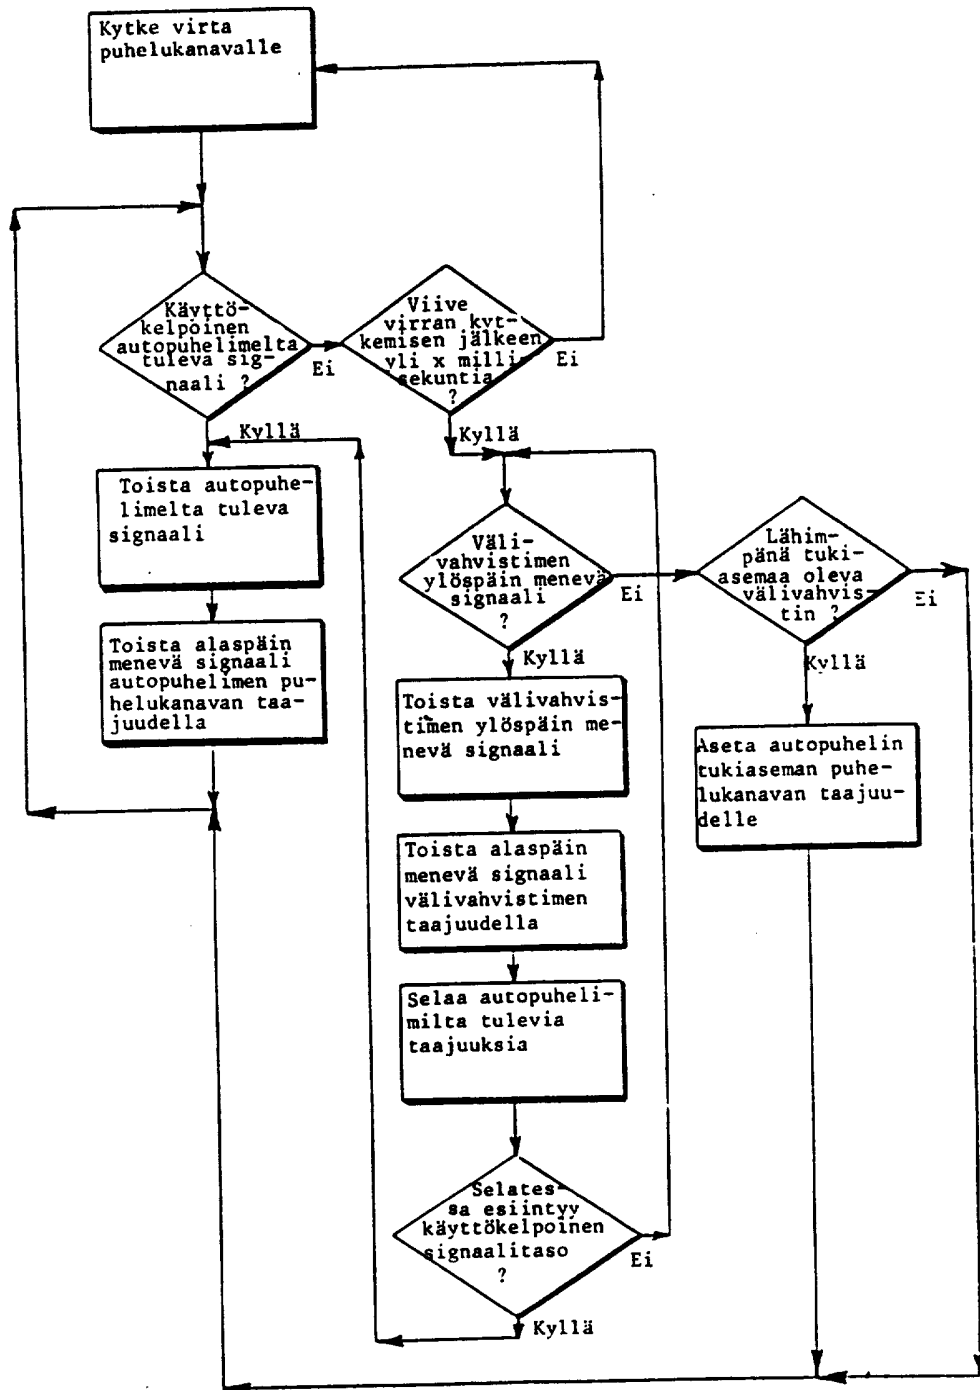 Kytke virta
puhelukanavalle
Käyttö-
kelpoinen
autopuhelimelta
tuleva sig-
naali ?
Ei
Kyllä
Viive
virran kyt-
kemisen jälkeen
yli x milli-
sekuntia
?
Ei
Kyllä
Toista autopuhe-
limelta tuleva
signaali
Toista alaspäin
menevä signaali
autopuhelimen pu-
helukanavan taa-
juudella
Väli-
vahvistimen
ylöspäin menevä
signaali
?
Ei
Kyllä
Lähim-
pänä tuki-
asemaa oleva
välivahvis-
tin ?
Ei
Kyllä
Toista välivahvis-
timen ylöspäin me-
nevä signaali
Aseta autopuhelin
tukiaseman puhe-
lukanavan taajuu-
delle
Toista alaspäin
menevä signaali
välivahvistimen
taajuudella
Selaa autopuheli-
milta tulevia
taajuuksia
Selates-
sa esiintyy
käyttökelpoinen
signaalitaso
?
Ei
Kyllä